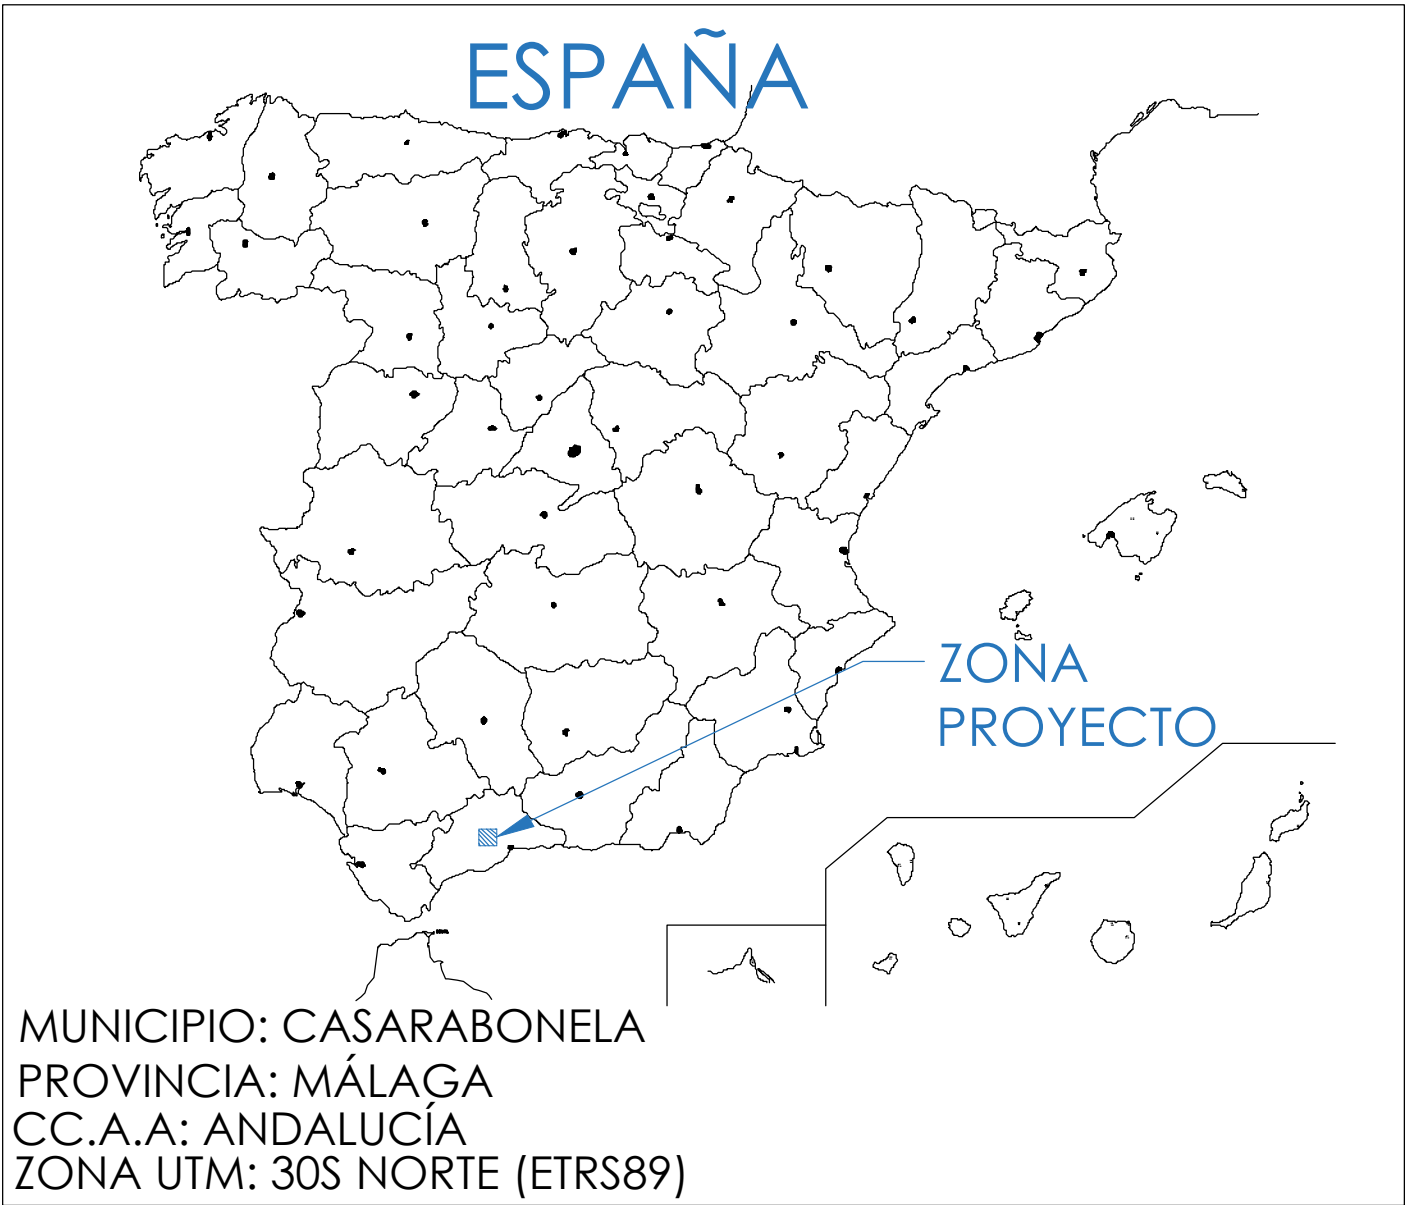 ESPAÑA
ZONA
PROYECTO
MUNICIPIO: CASARABONELA
PROVINCIA: MÁLAGA
CC.A.A: ANDALUCÍA
ZONA UTM: 30S NORTE (ETRS89)